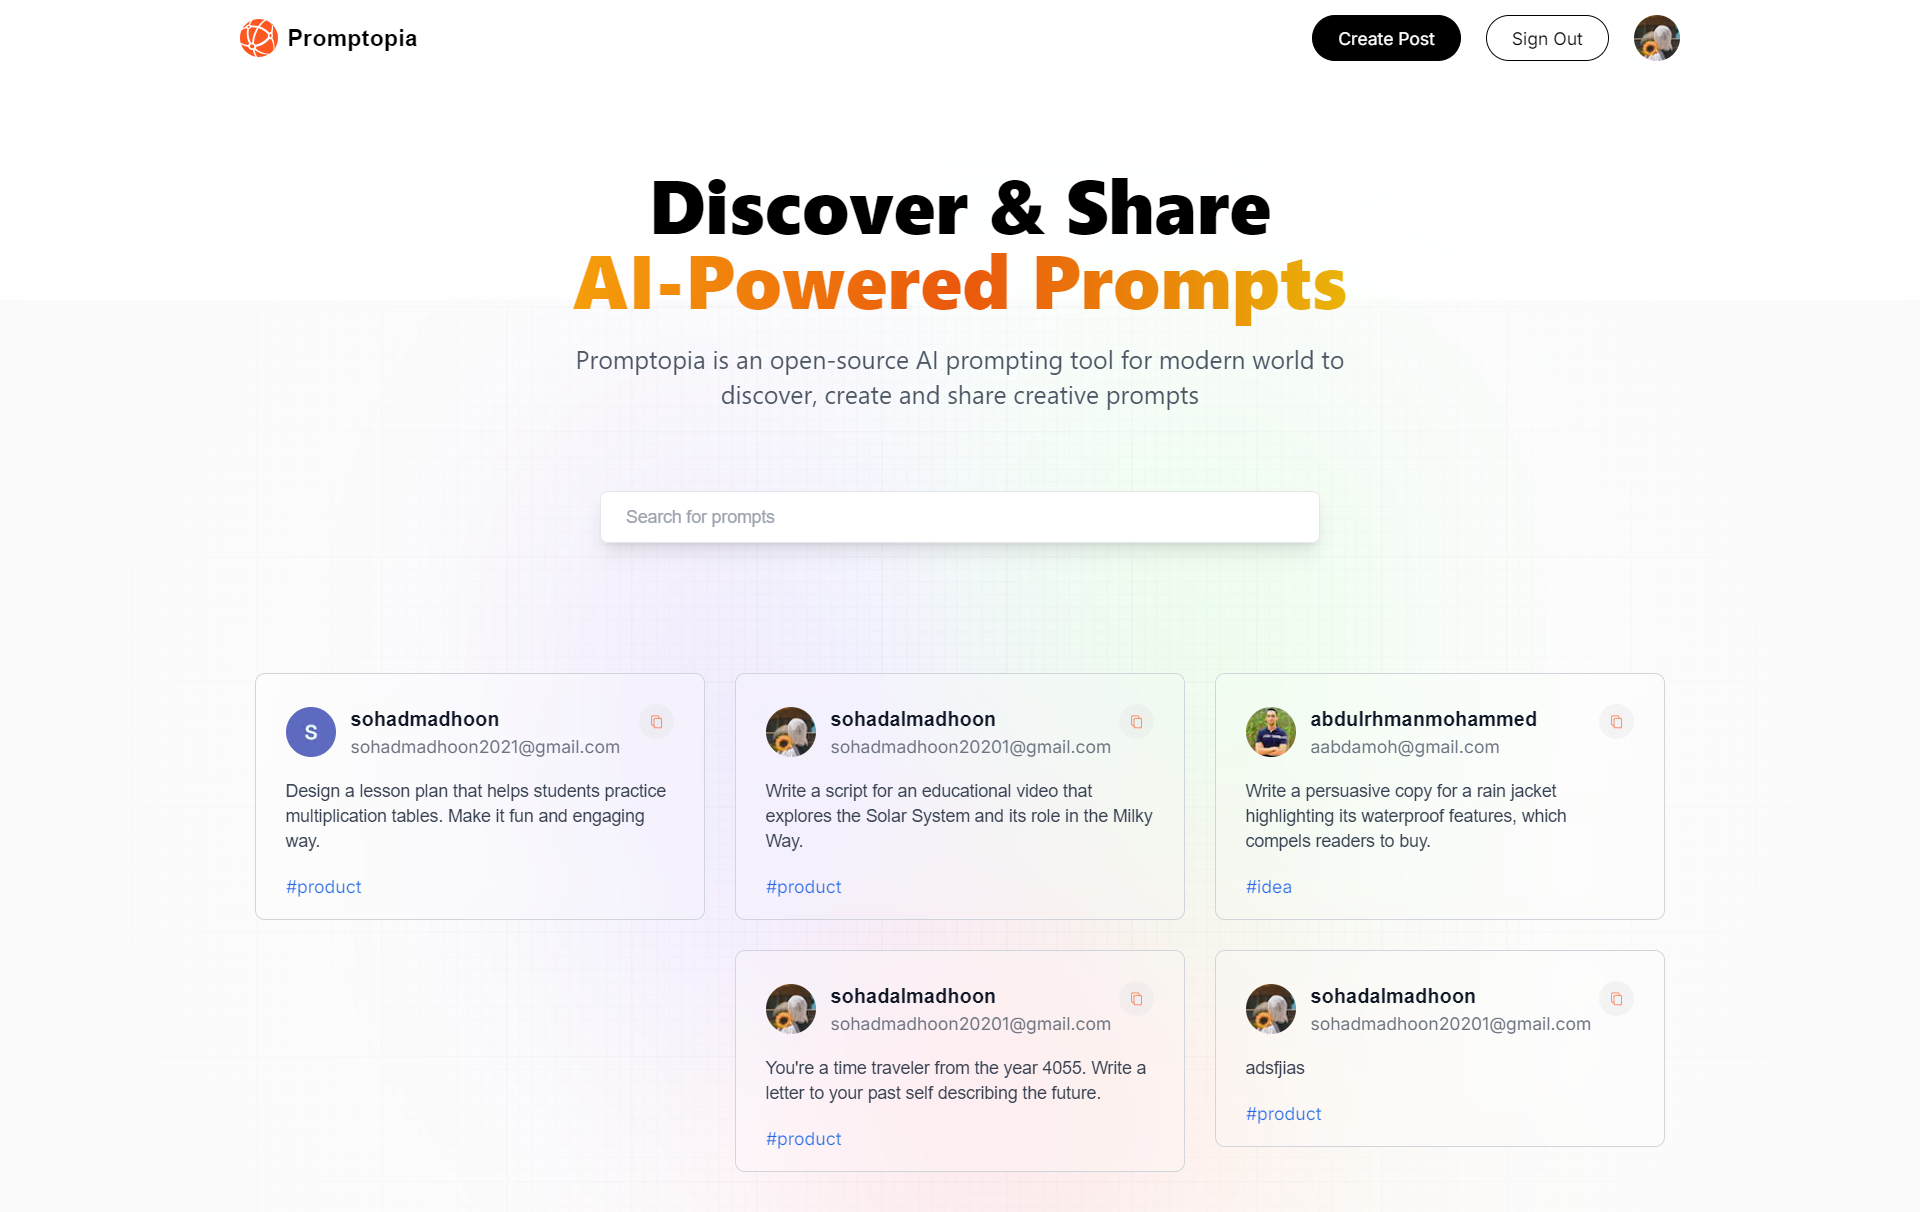 Promptopia
Create Post
Sign Out
Discover & Share
AI-Powered Prompts
Promptopia is an open-source AI prompting tool for modern world to
discover, create and share creative prompts
Search for prompts
S
sohadmadhoon
sohadmadhoon2021@gmail.com
Design a lesson plan that helps students practice
multiplication tables. Make it fun and engaging
way.
#product
sohadalmadhoon
sohadmadhoon20201@gmail.com
Write a script for an educational video that
explores the Solar System and its role in the Milky
Way.
#product
abdulrhmanmohammed
aabdamoh@gmail.com
Write a persuasive copy for a rain jacket
highlighting its waterproof features, which
compels readers to buy.
#idea
sohadalmadhoon
sohadmadhoon20201@gmail.com
You're a time traveler from the year 4055. Write a
letter to your past self describing the future.
#product
sohadalmadhoon
sohadmadhoon20201@gmail.com
adsfjias
#product